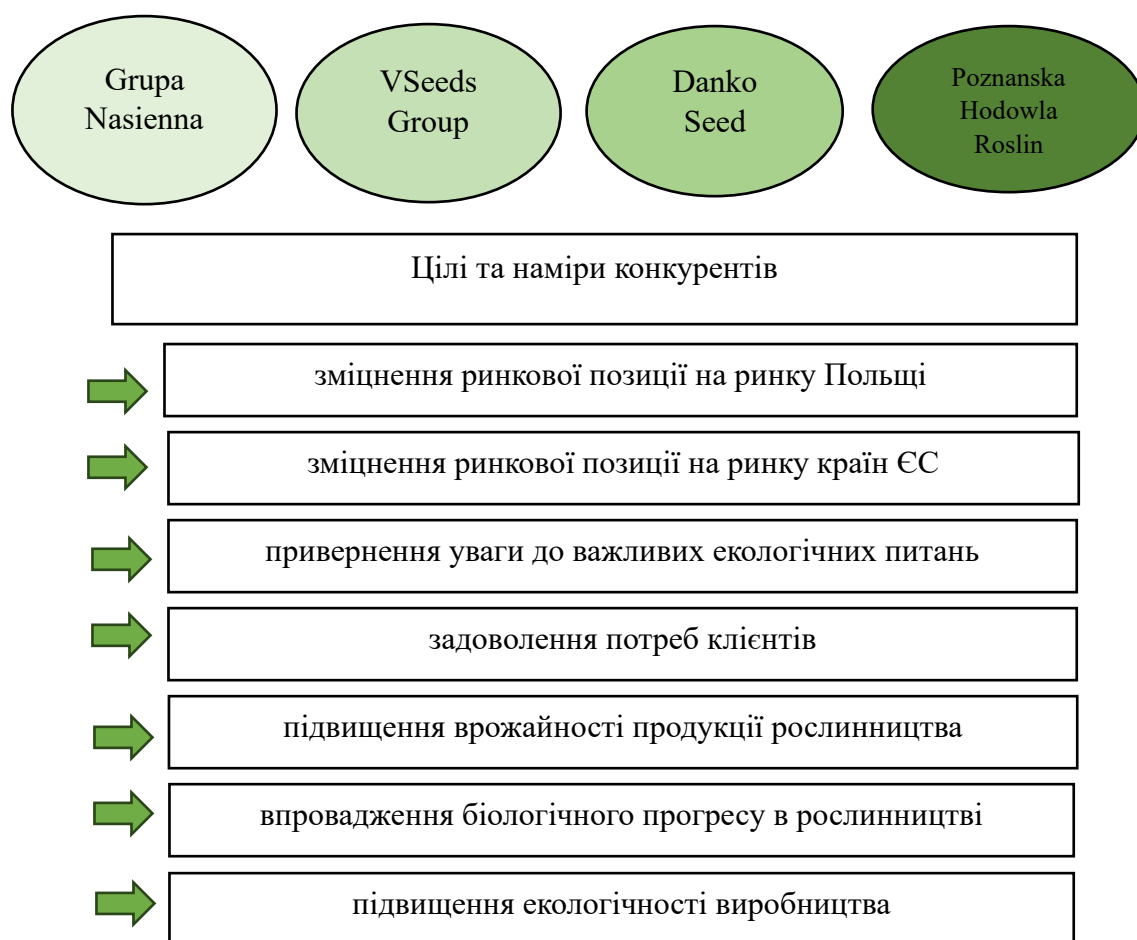 Grupa
Nasienna
VSeeds
Group
Danko
Seed
Poznanska
Hodowla
Roslin
Цілі та наміри конкурентів
зміцнення ринкової позиції на ринку Польщі
зміцнення ринкової позиції на ринку країн ЄС
привернення уваги до важливих екологічних питань
задоволення потреб клієнтів
підвищення врожайності продукції рослинництва
впровадження біологічного прогресу в рослинництві
підвищення екологічності виробництва